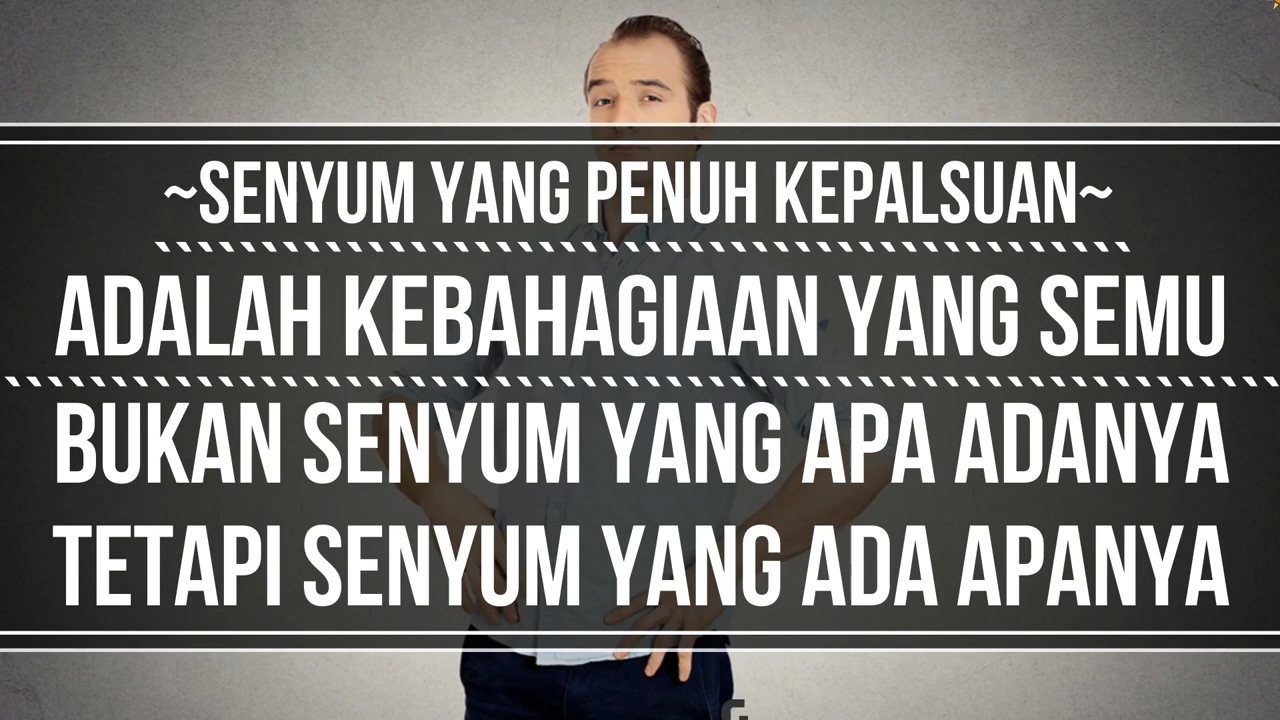 ~SENYUM YANG PENUH KEPALSUAN~
ADALAH KEBAHAGIAAN YANG SEMU
BUKAN SENYUM YANG APA ADANYA
TETAPI SENYUM YANG ADA APANYA